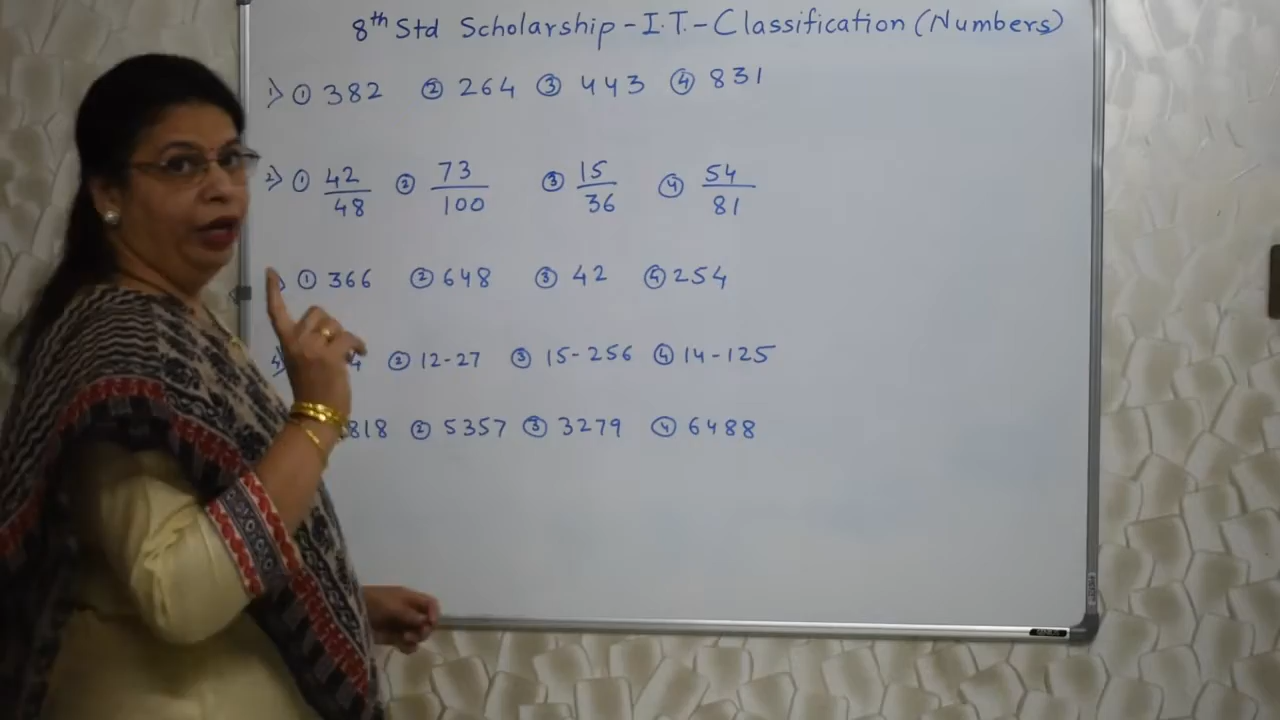 8th Std Scholarship - I.T. - Classification (Numbers)
1) ① 382 ② 264 ③ 443 ④ 831
2) ① 42/48 ② 73/100 ③ 15/36 ④ 54/81
① 366 ② 648 ③ 42 ④ 254
4) 4 ② 12-27 ③ 15-256 ④ 14-125
818 ② 5357 ③ 3279 ④ 6488